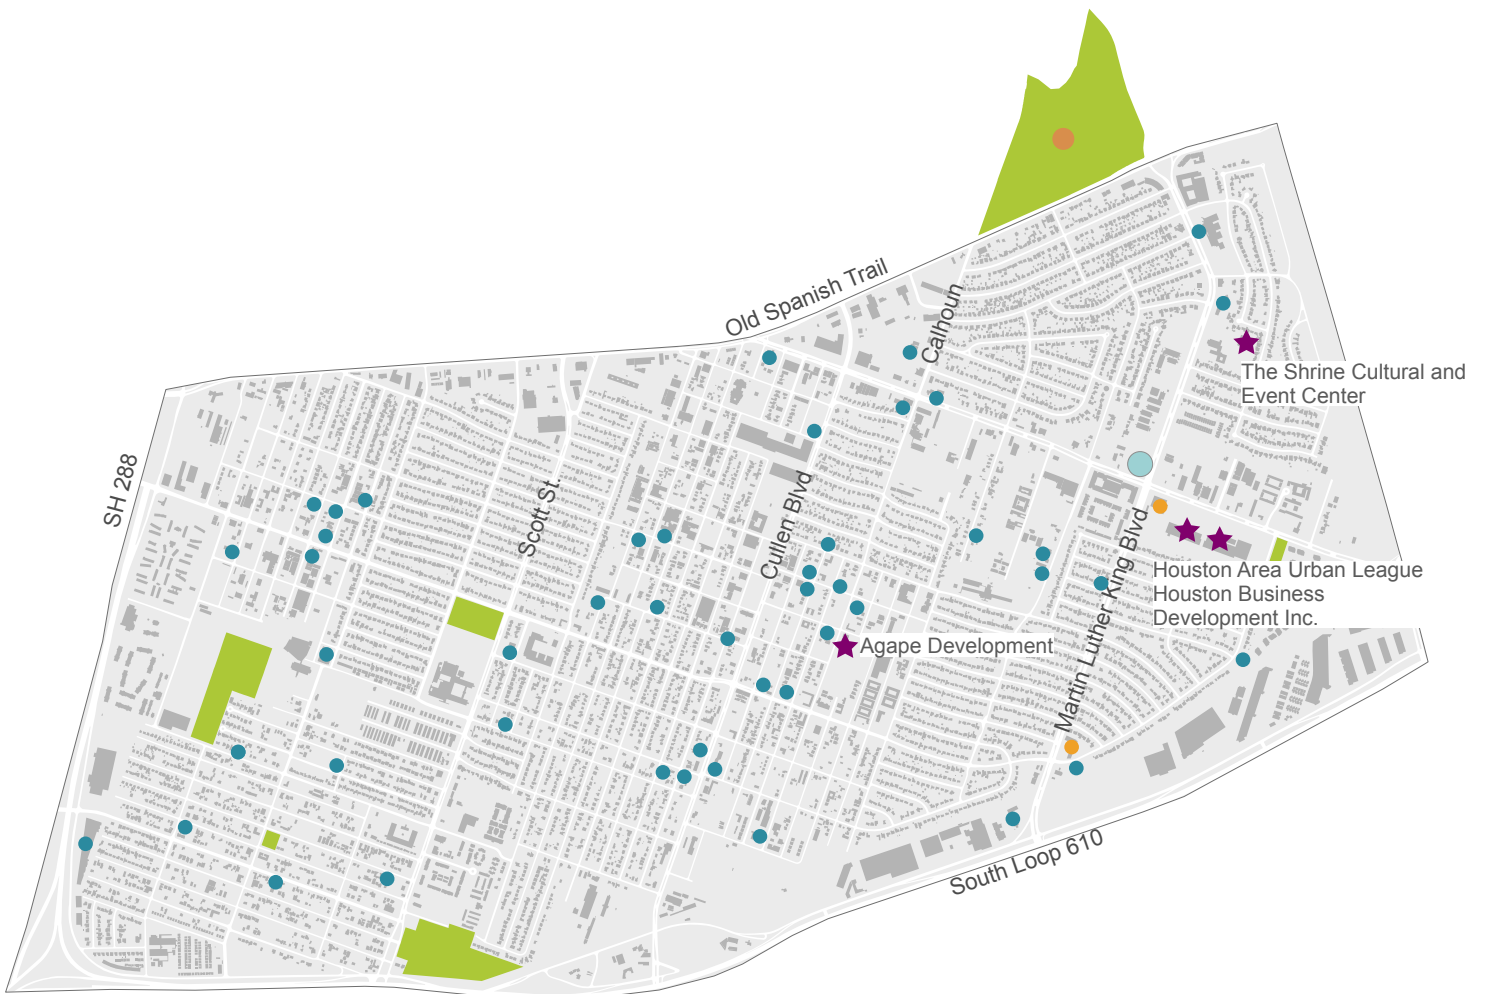 Old Spanish Trail
Calhoun
The Shrine Cultural and
Event Center
SH 288
Scott St.
Cullen Blvd
Martin Luther King Blvd
Houston Area Urban League
Houston Business
Development Inc.
Agape Development
South Loop 610